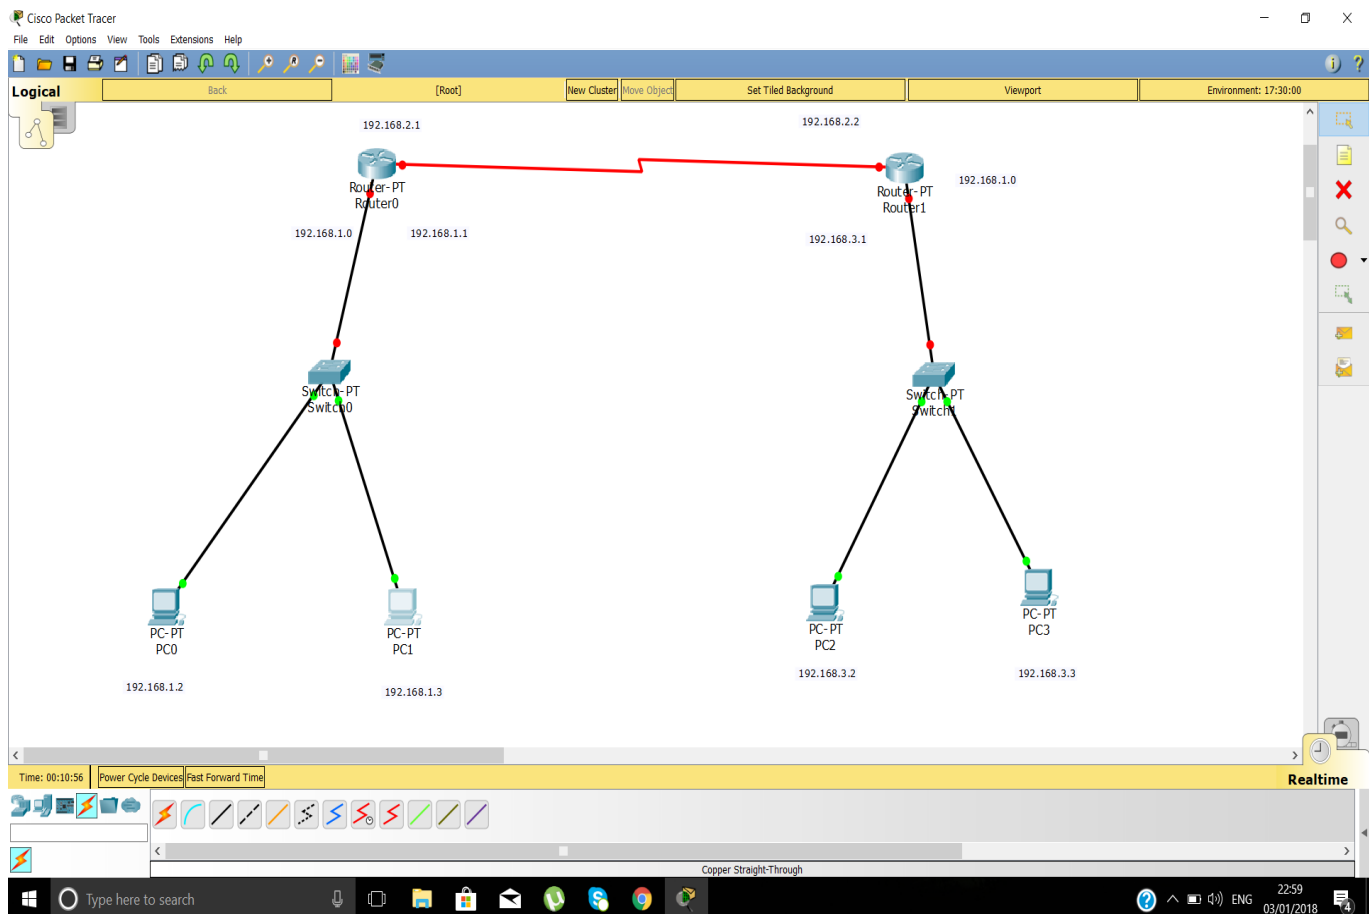 Cisco Packet Tracer
File Edit Options View Tools Extensions Help
Logical Back [Root] New Cluster Move Object Set Tiled Background Viewport Environment: 17:30:00
192.168.2.1
192.168.2.2
Router-PT
Router0
Router-PT
Router1
192.168.1.0
192.168.1.0
192.168.1.1
192.168.3.1
Switch-PT
Switch0
Switch-PT
Switch1
PC-PT
PC0
PC-PT
PC1
PC-PT
PC2
PC-PT
PC3
192.168.1.2
192.168.1.3
192.168.3.2
192.168.3.3
Time: 00:10:56 Power Cycle Devices Fast Forward Time Realtime
Copper Straight-Through
Type here to search
ENG
22:59
03/01/2018
4